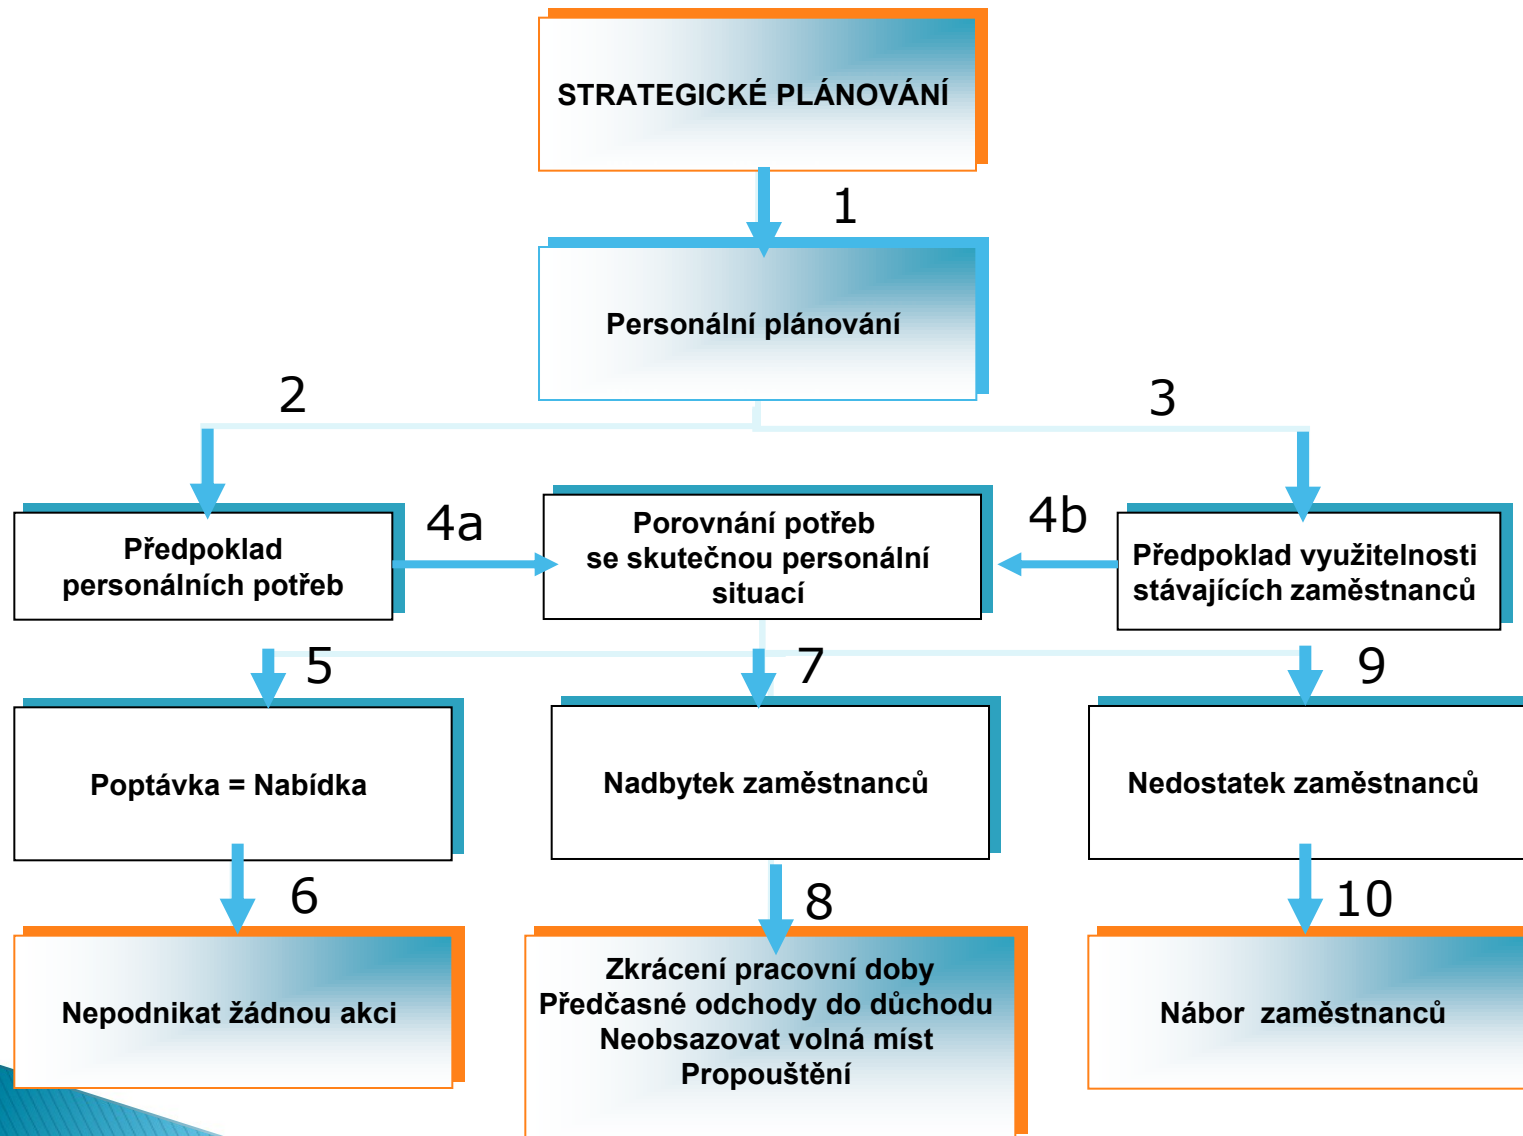 STRATEGICKÉ PLÁNOVÁNÍ
1
Personální plánování
2
3
Předpoklad
personálních potřeb
4a
Porovnání potřeb
se skutečnou personální
situací
4b
Předpoklad využitelnosti
stávajících zaměstnanců
5
7
9
Poptávka = Nabídka
Nadbytek zaměstnanců
Nedostatek zaměstnanců
6
8
10
Nepodnikat žádnou akci
Zkrácení pracovní doby
Předčasné odchody do důchodu
Neobsazovat volná míst
Propouštění
Nábor zaměstnanců